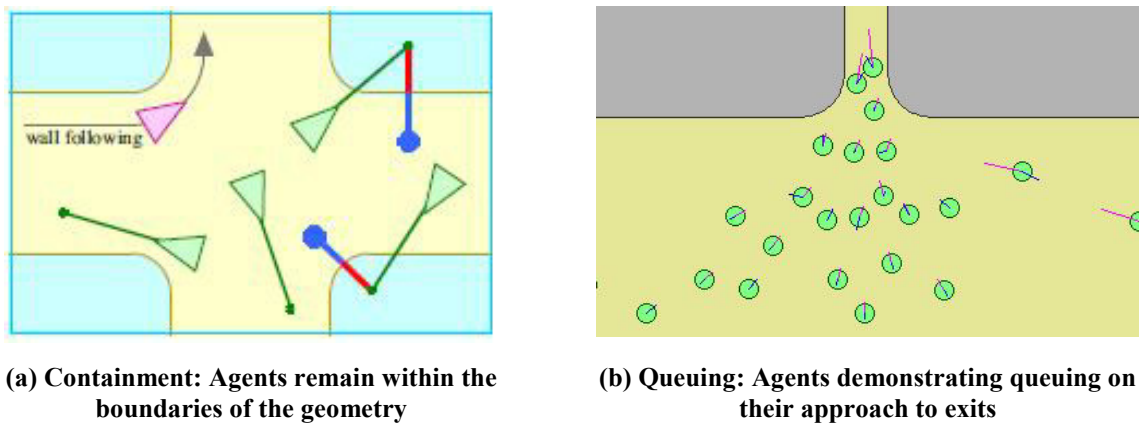 wall following
(a) Containment: Agents remain within the
boundaries of the geometry
(b) Queuing: Agents demonstrating queuing on
their approach to exits